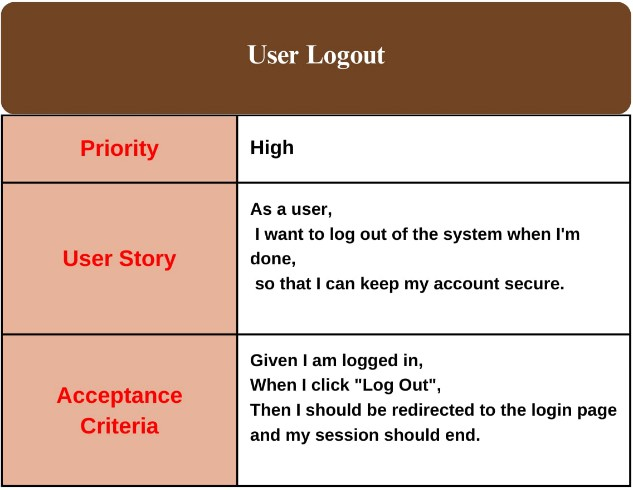 User Logout
Priority
High
User Story
As a user,
I want to log out of the system when I'm
done,
so that I can keep my account secure.
Acceptance
Criteria
Given I am logged in,
When I click "Log Out",
Then I should be redirected to the login page
and my session should end.